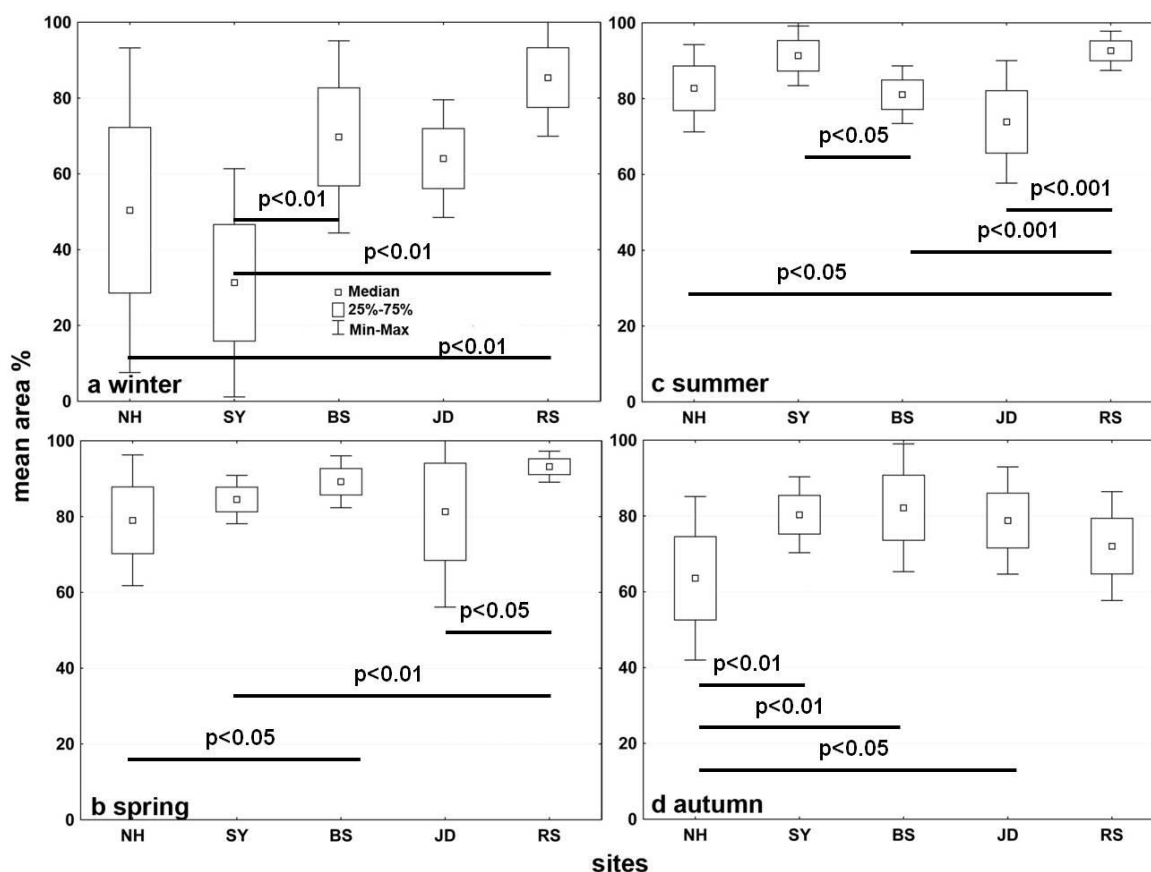 mean area %
100
80
60
40
20
0
p<0.01
p<0.01
Median
25%-75%
Min-Max
p<0.01
a winter
NH SY BS JD RS
100
80
60
40
20
0
p<0.05
p<0.001
p<0.001
p<0.05
c summer
NH SY BS JD RS
100
80
60
40
20
0
p<0.05
p<0.01
p<0.05
b spring
NH SY BS JD RS
100
80
60
40
20
0
p<0.01
p<0.01
p<0.05
d autumn
NH SY BS JD RS
sites